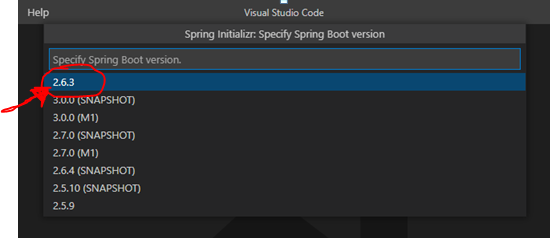 Help
Visual Studio Code
Spring Initializr: Specify Spring Boot version
Specify Spring Boot version.
2.6.3
3.0.0 (SNAPSHOT)
3.0.0 (M1)
2.7.0 (SNAPSHOT)
2.7.0 (M1)
2.6.4 (SNAPSHOT)
2.5.10 (SNAPSHOT)
2.5.9